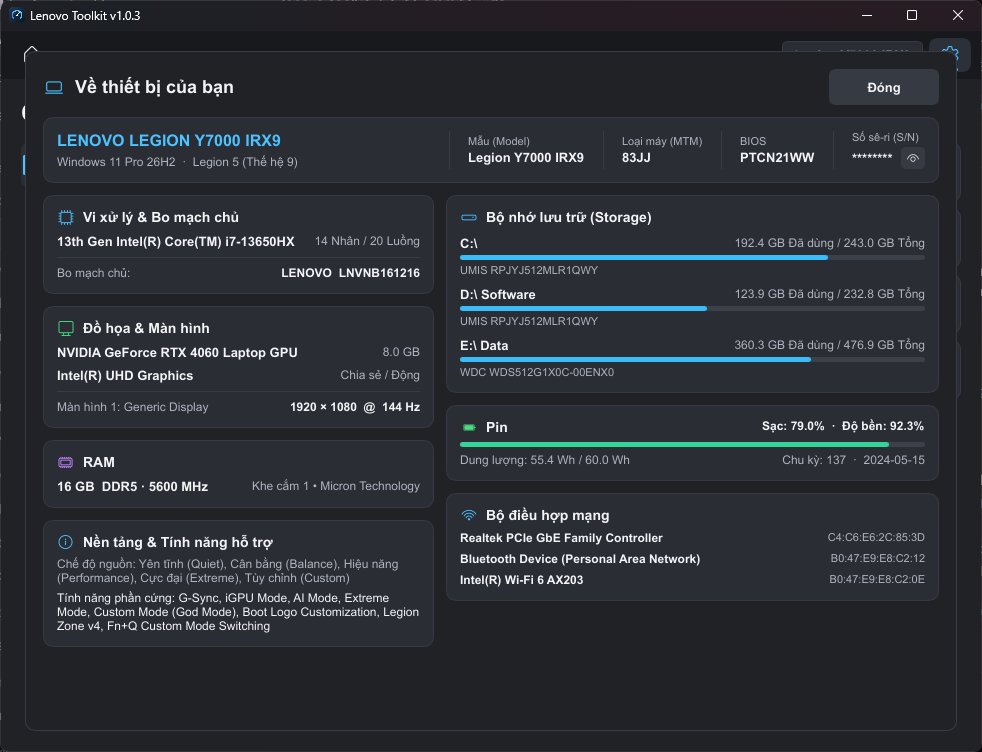 Lenovo Toolkit v1.0.3
Về thiết bị của bạn
Đóng
LENOVO LEGION Y7000 IRX9
Windows 11 Pro 26H2 · Legion 5 (Thế hệ 9)
Mẫu (Model)
Legion Y7000 IRX9
Loại máy (MTM)
83JJ
BIOS
PTCN21WW
Số sê-ri (S/N)
********
Vi xử lý & Bo mạch chủ
13th Gen Intel(R) Core(TM) i7-13650HX 14 Nhân / 20 Luồng
Bo mạch chủ: LENOVO LNVNB161216
Đồ họa & Màn hình
NVIDIA GeForce RTX 4060 Laptop GPU 8.0 GB
Intel(R) UHD Graphics Chia sẻ / Động
Màn hình 1: Generic Display 1920 × 1080 @ 144 Hz
RAM
16 GB DDR5 · 5600 MHz Khe cắm 1 • Micron Technology
Nền tảng & Tính năng hỗ trợ
Chế độ nguồn: Yên tĩnh (Quiet), Cân bằng (Balance), Hiệu năng
(Performance), Cực đại (Extreme), Tùy chỉnh (Custom)
Tính năng phần cứng: G-Sync, iGPU Mode, AI Mode, Extreme
Mode, Custom Mode (God Mode), Boot Logo Customization, Legion
Zone v4, Fn+Q Custom Mode Switching
Bộ nhớ lưu trữ (Storage)
C:\ 192.4 GB Đã dùng / 243.0 GB Tổng
UMIS RPJYJ512MLR1QWY
D:\ Software 123.9 GB Đã dùng / 232.8 GB Tổng
UMIS RPJYJ512MLR1QWY
E:\ Data 360.3 GB Đã dùng / 476.9 GB Tổng
WDC WDS512G1X0C-00ENX0
Pin Sạc: 79.0% · Độ bền: 92.3%
Dung lượng: 55.4 Wh / 60.0 Wh Chu kỳ: 137 · 2024-05-15
Bộ điều hợp mạng
Realtek PCIe GbE Family Controller C4:C6:E6:2C:85:3D
Bluetooth Device (Personal Area Network) B0:47:E9:E8:C2:12
Intel(R) Wi-Fi 6 AX203 B0:47:E9:E8:C2:0E